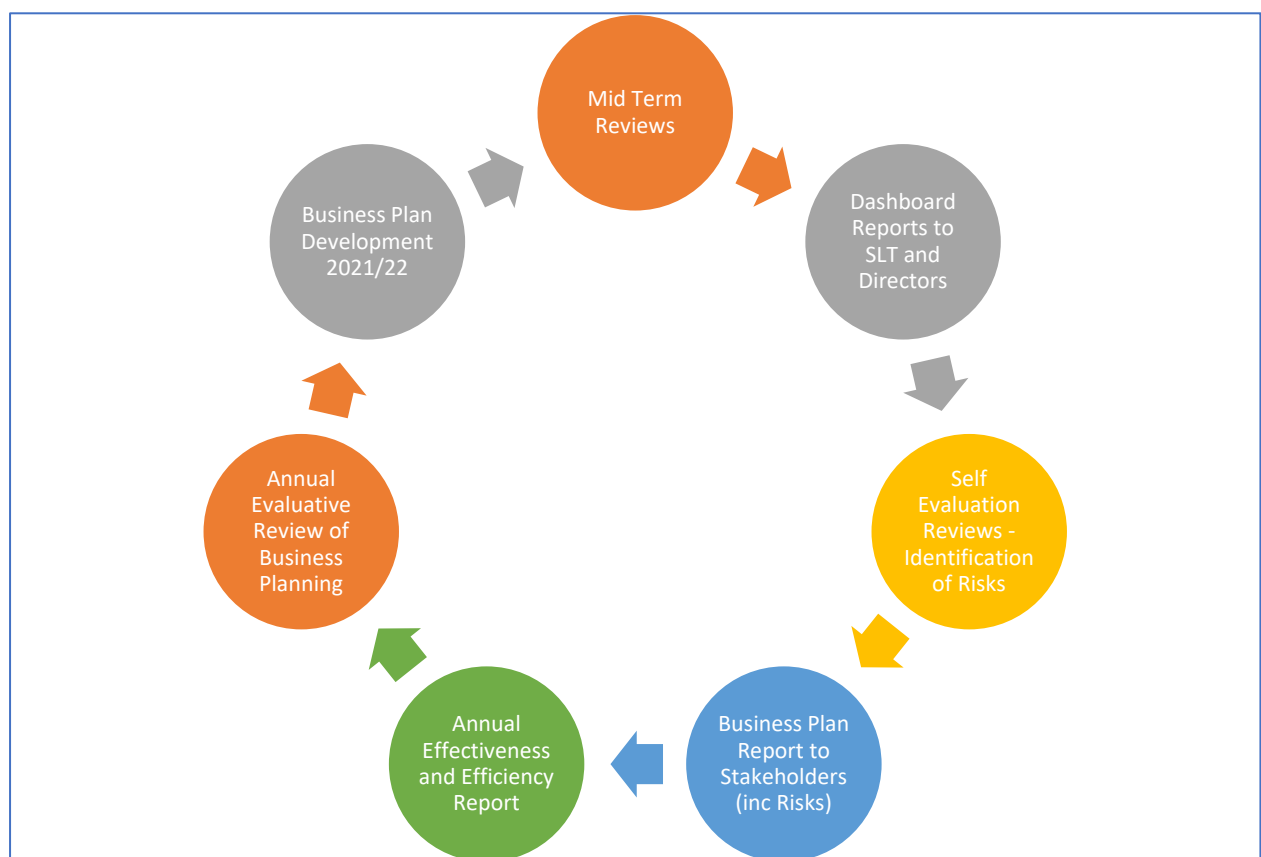 Mid Term
Reviews
Dashboard
Reports to
SLT and
Directors
Self
Evaluation
Reviews -
Identification
of Risks
Business Plan
Report to
Stakeholders
(inc Risks)
Annual
Effectiveness
and Efficiency
Report
Annual
Evaluative
Review of
Business
Planning
Business Plan
Development
2021/22